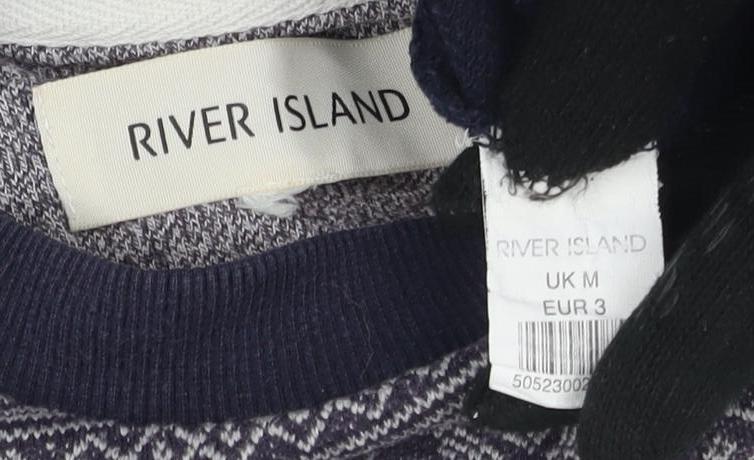 RIVER ISLAND
RIVER ISLAND
UK M
EUR 3
50523002